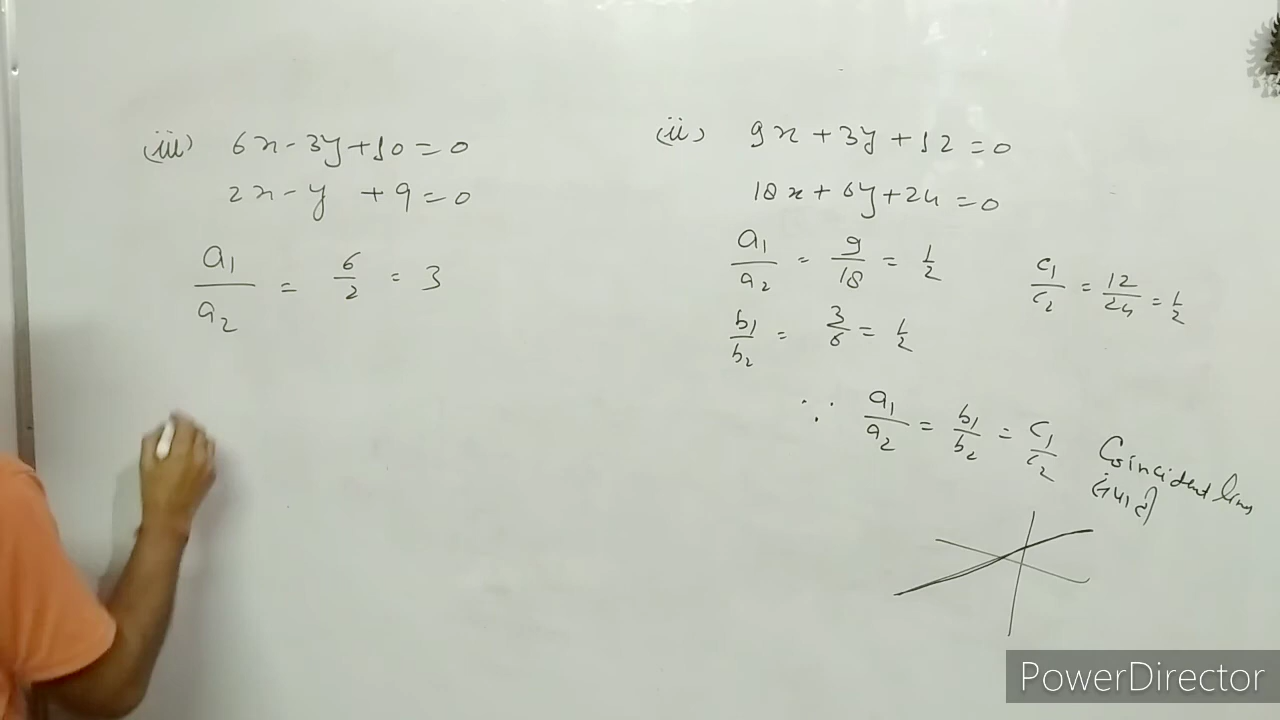 (iii) 6x - 3y + 10 = 0
2x - y + 9 = 0
a₁/a₂ = 6/2 = 3
(ii) 9x + 3y + 12 = 0
18x + 6y + 24 = 0
a₁/a₂ = 9/18 = 1/2
c₁/c₂ = 12/24 = 1/2
b₁/b₂ = 3/6 = 1/2
∵ a₁/a₂ = b₁/b₂ = c₁/c₂
Coincident lines
PowerDirector